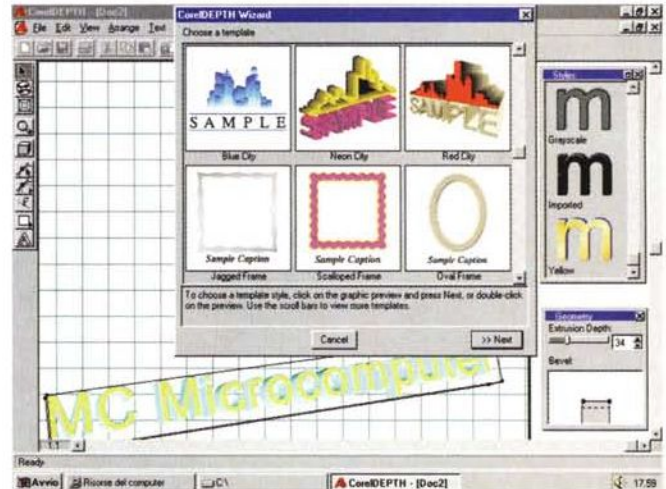 CorelDEPTH - [Doc2]
File Edit View Arrange Text
CorelDEPTH Wizard
Choose a template
SAMPLE
SAMPLE
SAMPLE
Blue City
Neon City
Red City
Sample Caption
Sample Caption
Sample Caption
Jagged Frame
Scalloped Frame
Oval Frame
To choose a template style, click on the graphic preview and press Next, or double-click
on the preview. Use the scroll bars to view more templates.
Cancel
>> Next
Styles
m
Grayscale
m
Imported
m
Yellow
Geometry
Extrusion Depth:
34
Bevel:
MC Microcomputer
1:1
Ready
Avvio
Risorse del computer
C:\
CorelDEPTH - [Doc2]
17.59